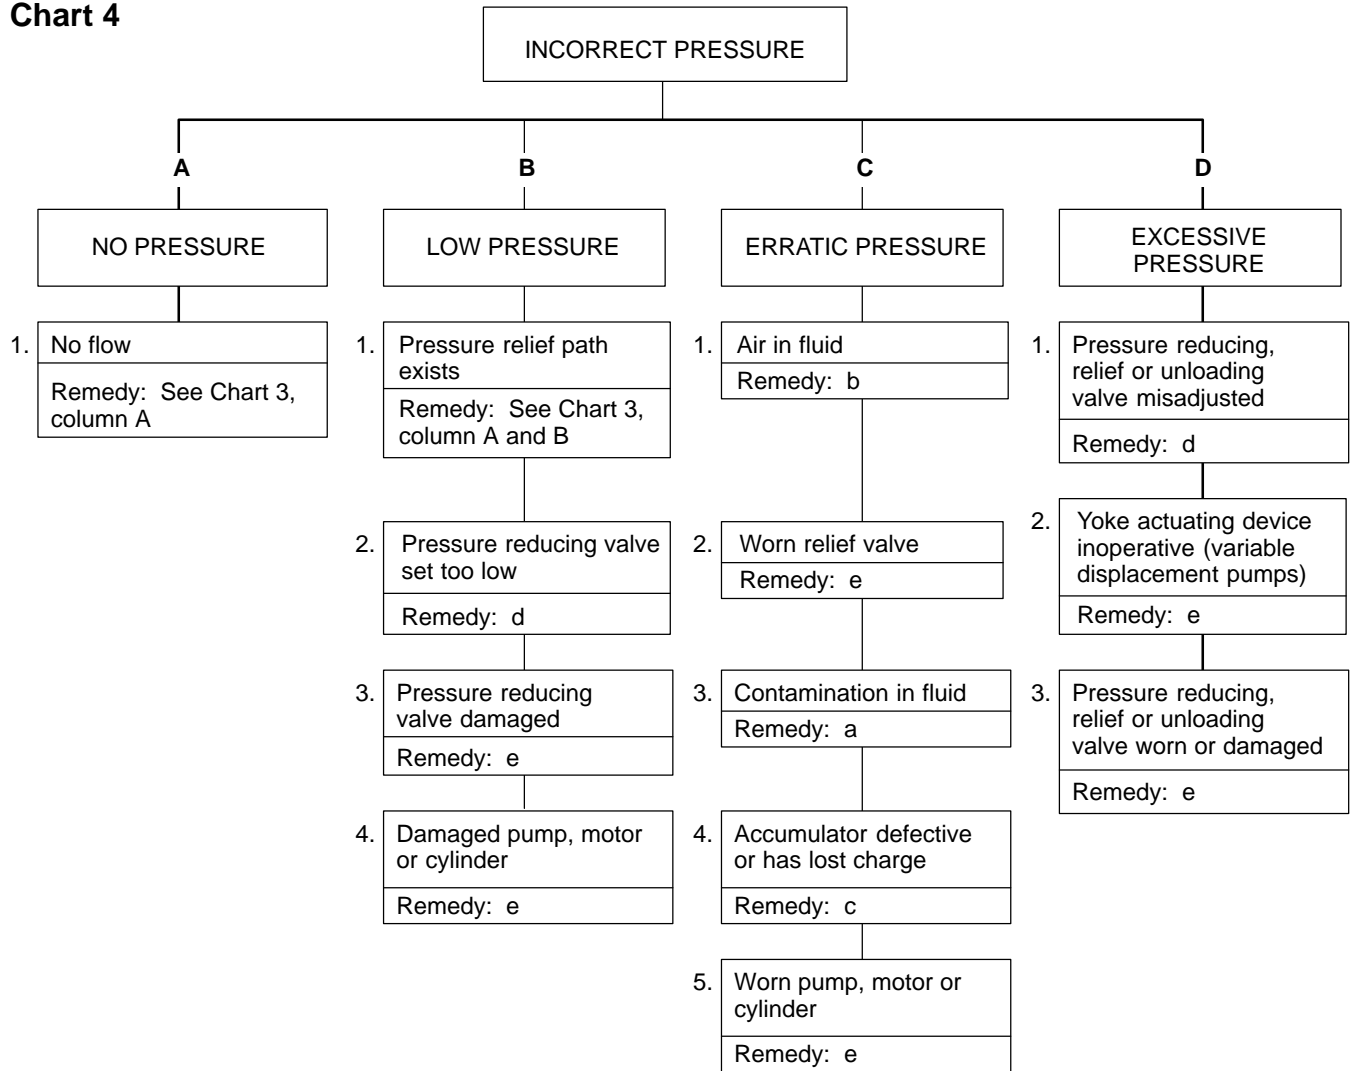 Chart 4
INCORRECT PRESSURE
A
NO PRESSURE
1. No flow
Remedy: See Chart 3,
column A
B
LOW PRESSURE
1. Pressure relief path
exists
Remedy: See Chart 3,
column A and B
2. Pressure reducing valve
set too low
Remedy: d
3. Pressure reducing
valve damaged
Remedy: e
4. Damaged pump, motor
or cylinder
Remedy: e
C
ERRATIC PRESSURE
1. Air in fluid
Remedy: b
2. Worn relief valve
Remedy: e
3. Contamination in fluid
Remedy: a
4. Accumulator defective
or has lost charge
Remedy: c
5. Worn pump, motor or
cylinder
Remedy: e
D
EXCESSIVE
PRESSURE
1. Pressure reducing,
relief or unloading
valve misadjusted
Remedy: d
2. Yoke actuating device
inoperative (variable
displacement pumps)
Remedy: e
3. Pressure reducing,
relief or unloading
valve worn or damaged
Remedy: e